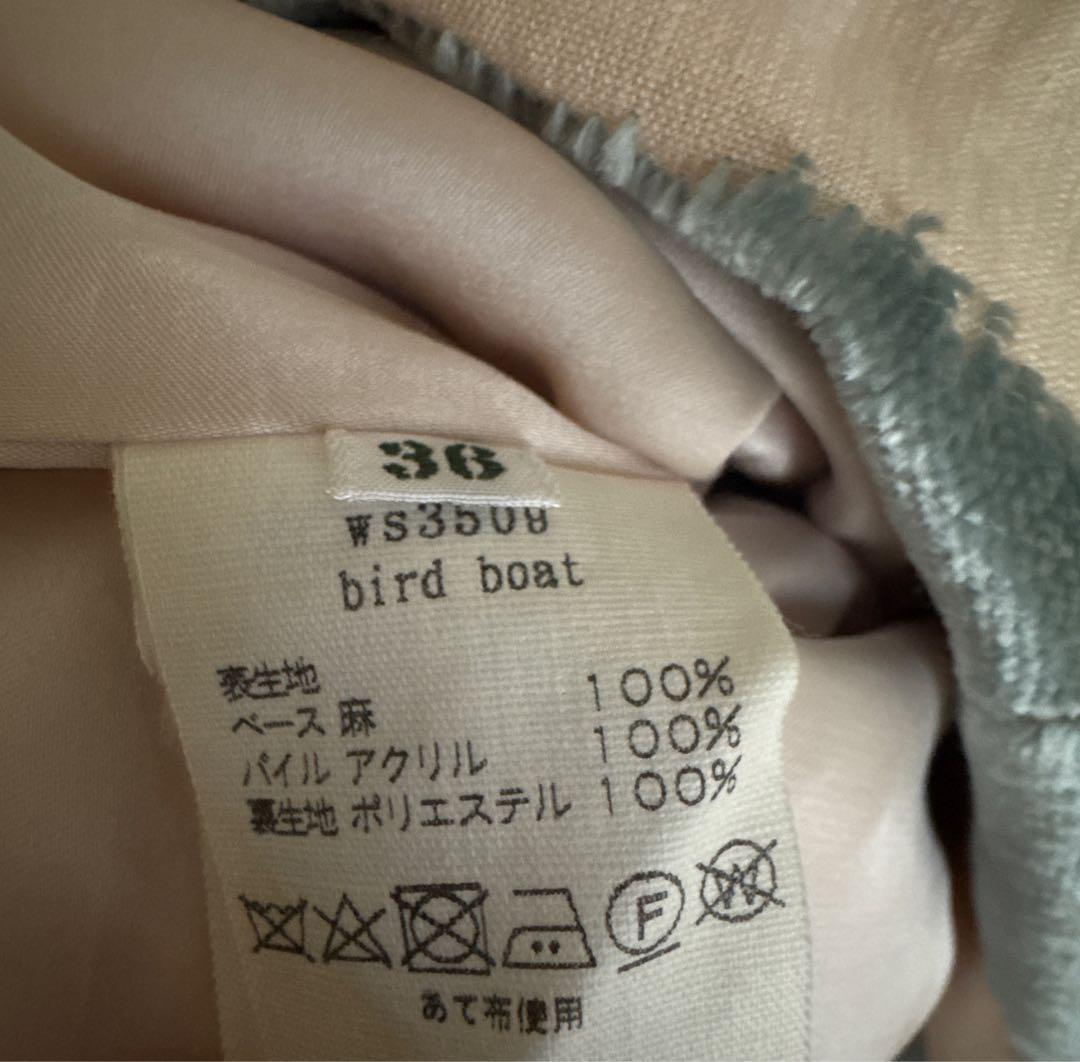 36
ws3509
bird boat
表生地
ベース 麻 100%
パイル アクリル 100%
裏生地 ポリエステル 100%
F
W
あて布使用